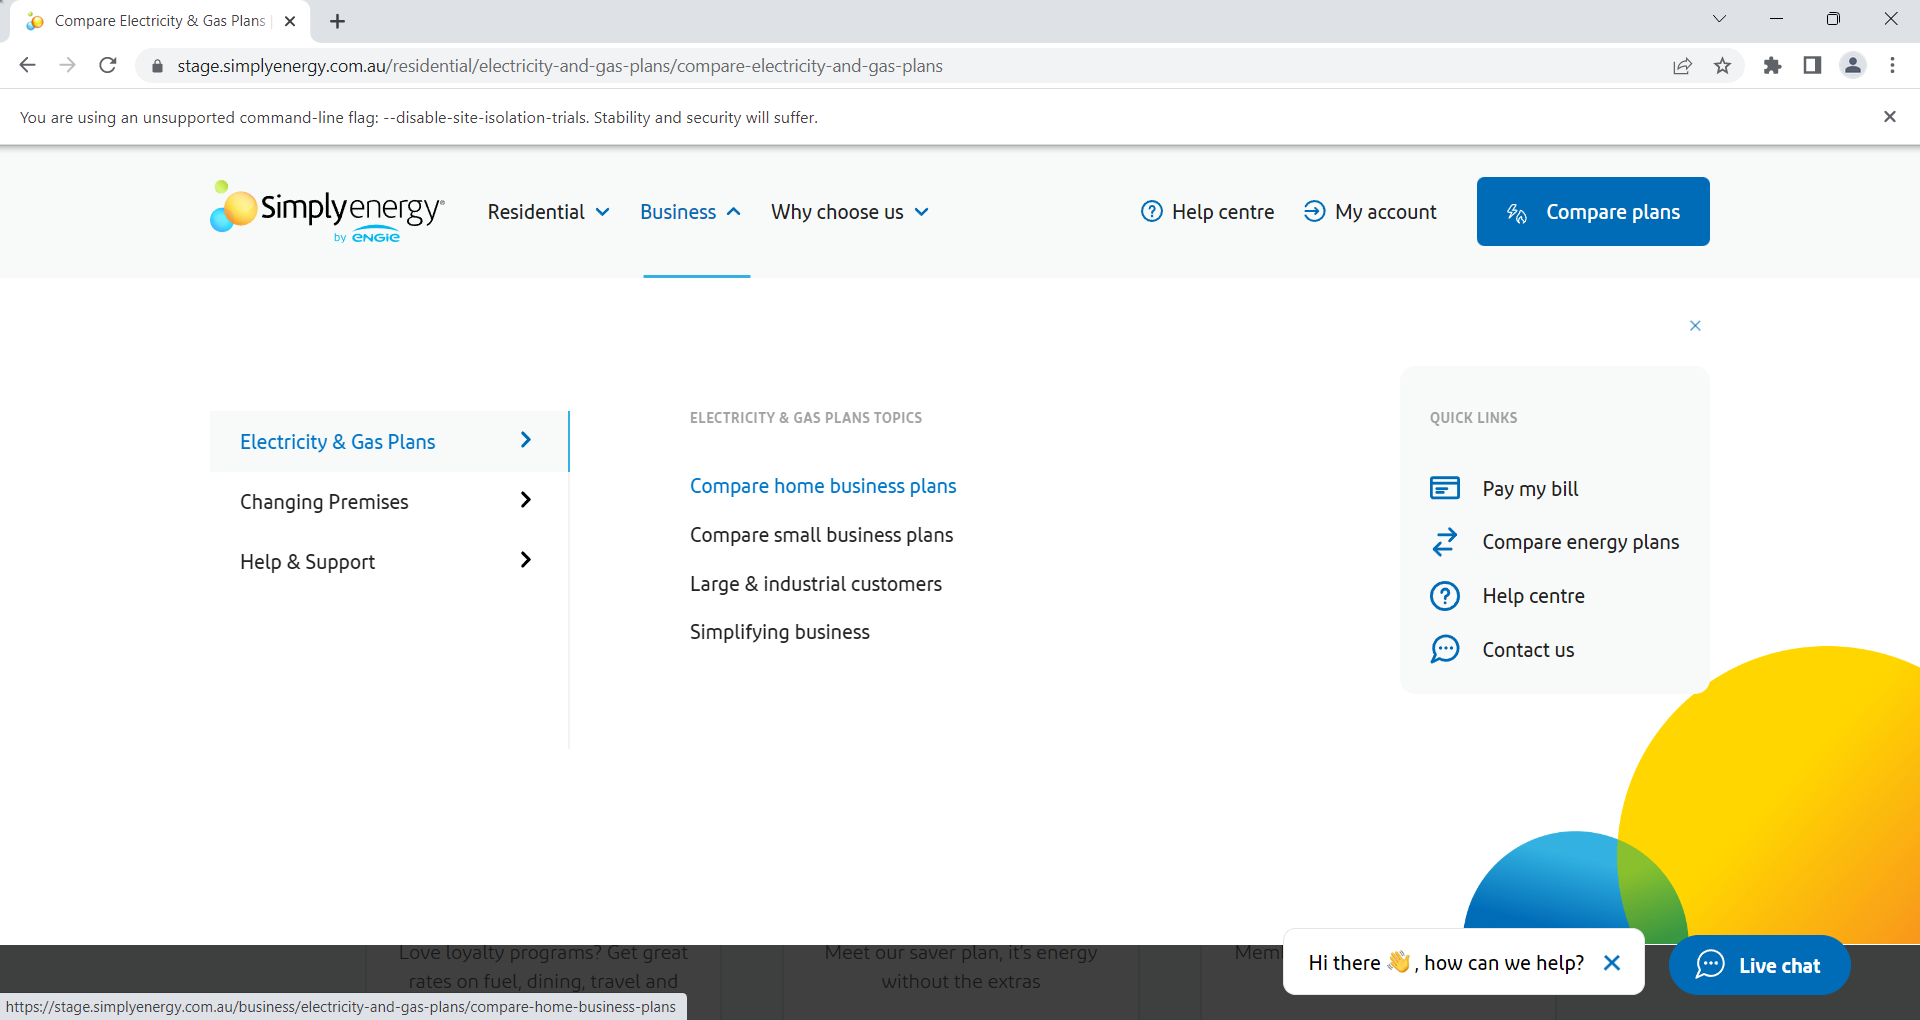 Compare Electricity & Gas Plans
stage.simplyenergy.com.au/residential/electricity-and-gas-plans/compare-electricity-and-gas-plans
You are using an unsupported command-line flag: --disable-site-isolation-trials. Stability and security will suffer.
Simplyenergy
by ENGIE
Residential
Business
Why choose us
Help centre
My account
Compare plans
Electricity & Gas Plans
Changing Premises
Help & Support
ELECTRICITY & GAS PLANS TOPICS
Compare home business plans
Compare small business plans
Large & industrial customers
Simplifying business
QUICK LINKS
Pay my bill
Compare energy plans
Help centre
Contact us
Love loyalty programs? Get great
rates on fuel, dining, travel and
Meet our saver plan, it's energy
without the extras
Hi there 👋, how can we help?
Live chat
https://stage.simplyenergy.com.au/business/electricity-and-gas-plans/compare-home-business-plans